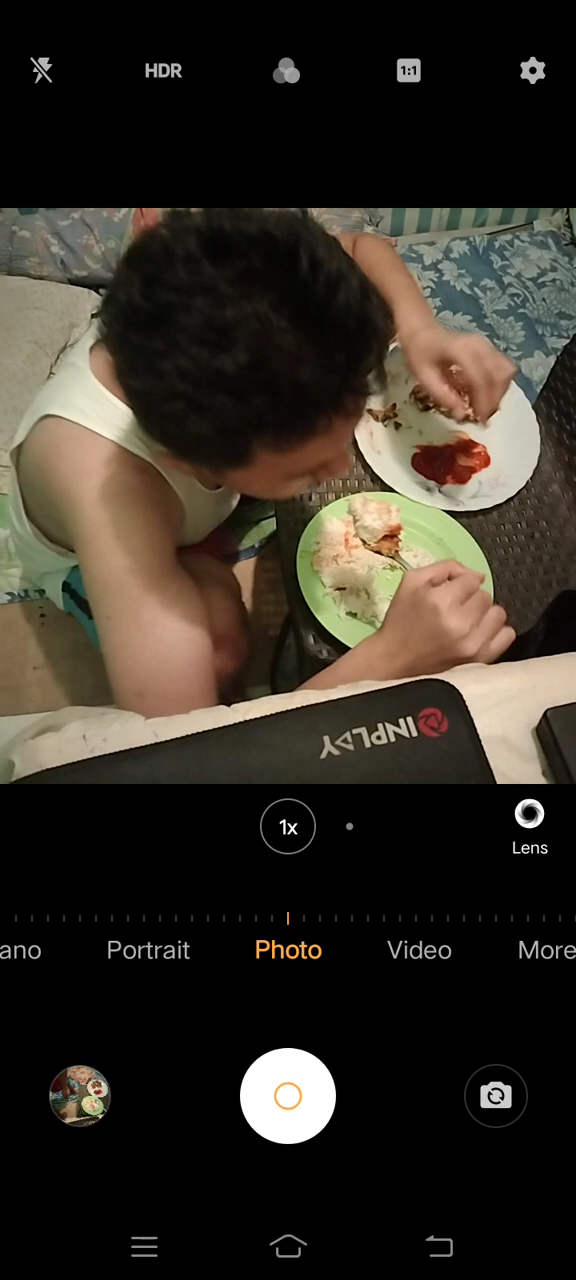 HDR
1:1
INPLAY
1x
Lens
ano
Portrait
Photo
Video
More